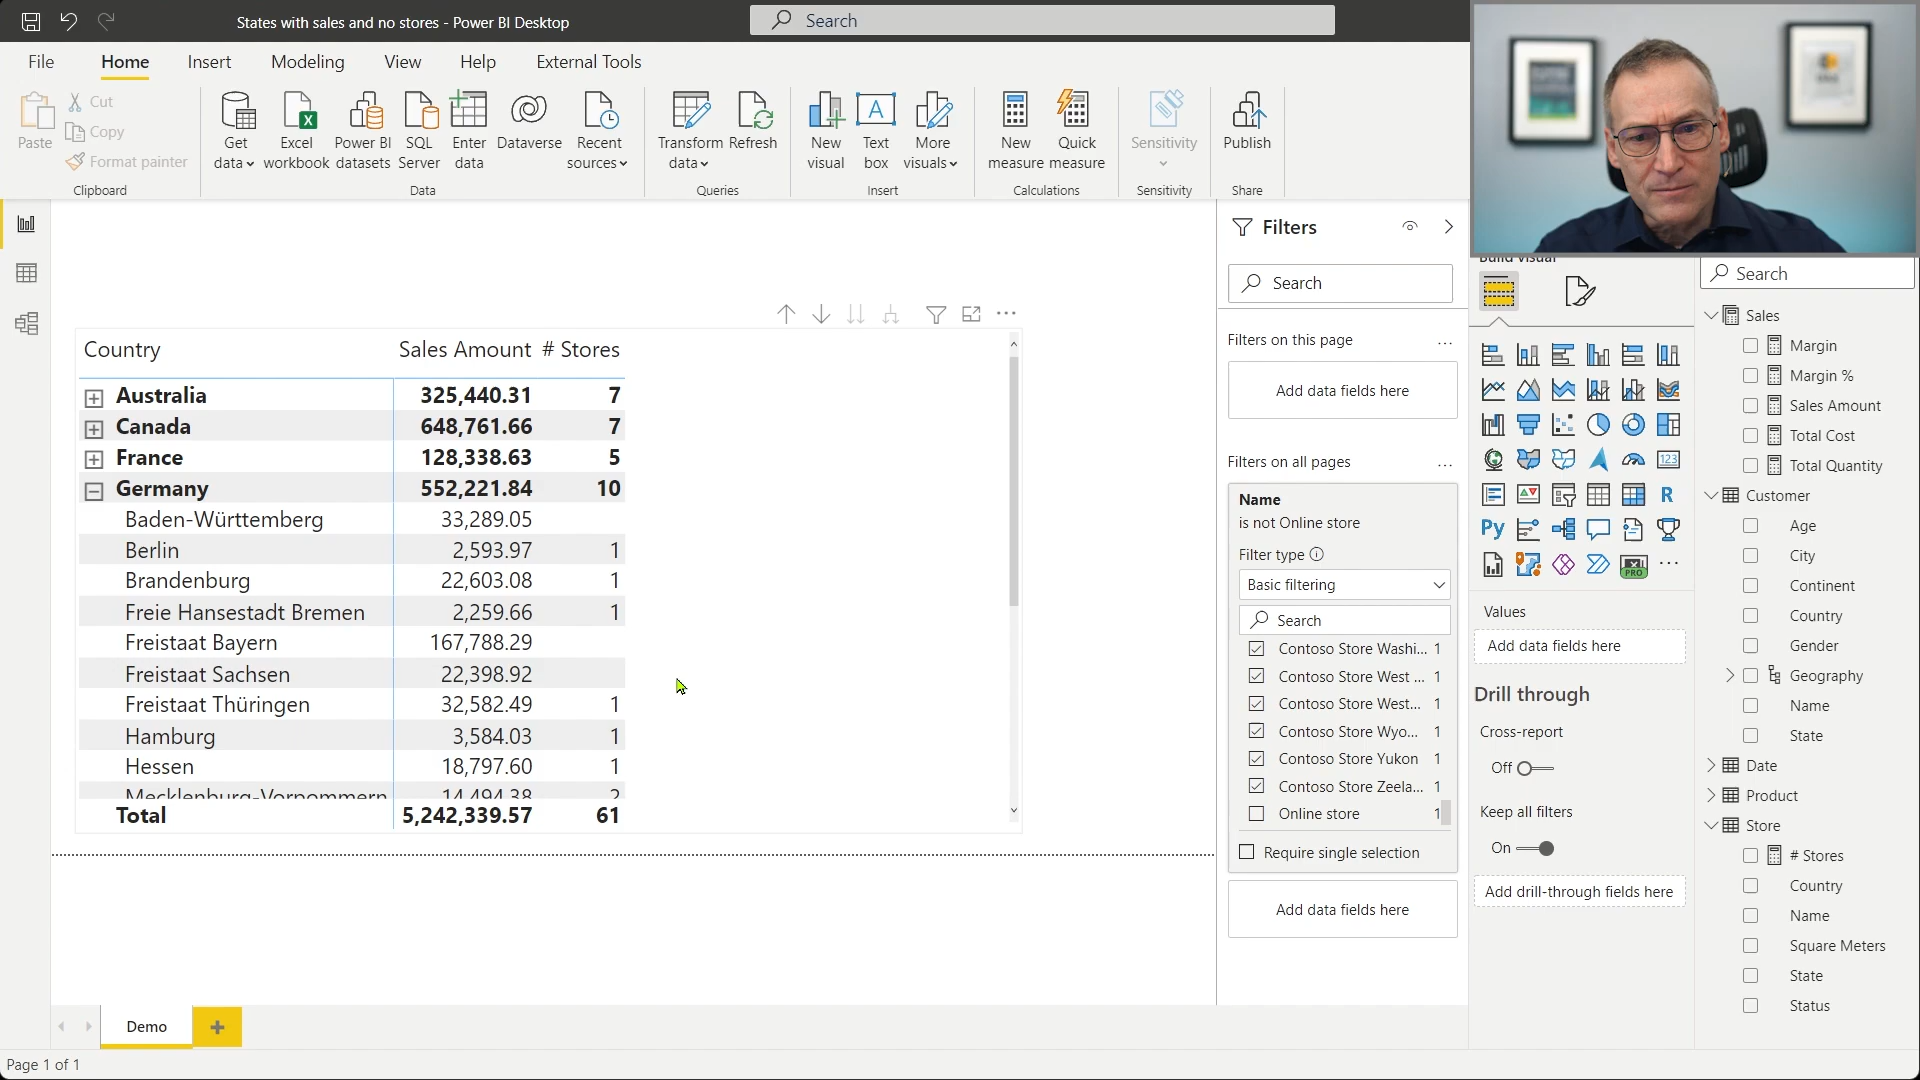 States with sales and no stores - Power BI Desktop
Search
File
Home
Insert
Modeling
View
Help
External Tools
Paste
Cut
Copy
Format painter
Clipboard
Get data
Excel workbook
Power BI datasets
SQL Server
Enter data
Dataverse
Recent sources
Data
Transform data
Refresh
Queries
New visual
Text box
More visuals
Insert
New measure
Quick measure
Calculations
Sensitivity
Sensitivity
Publish
Share
Country Sales Amount # Stores
Australia 325,440.31 7
Canada 648,761.66 7
France 128,338.63 5
Germany 552,221.84 10
Baden-Württemberg 33,289.05
Berlin 2,593.97 1
Brandenburg 22,603.08 1
Freie Hansestadt Bremen 2,259.66 1
Freistaat Bayern 167,788.29
Freistaat Sachsen 22,398.92
Freistaat Thüringen 32,582.49 1
Hamburg 3,584.03 1
Hessen 18,797.60 1
Mecklenburg-Vorpommern 14,494.38 2
Total 5,242,339.57 61
Filters
Search
Filters on this page
Add data fields here
Filters on all pages
Name
is not Online store
Filter type
Basic filtering
Search
Contoso Store Washi... 1
Contoso Store West ... 1
Contoso Store West... 1
Contoso Store Wyo... 1
Contoso Store Yukon 1
Contoso Store Zeela... 1
Online store 1
Require single selection
Add data fields here
Build visual
123
R
Py
PRO
Values
Add data fields here
Drill through
Cross-report
Off
Keep all filters
On
Add drill-through fields here
Search
Sales
Margin
Margin %
Sales Amount
Total Cost
Total Quantity
Customer
Age
City
Continent
Country
Gender
Geography
Name
State
Date
Product
Store
# Stores
Country
Name
Square Meters
State
Status
Demo
Page 1 of 1